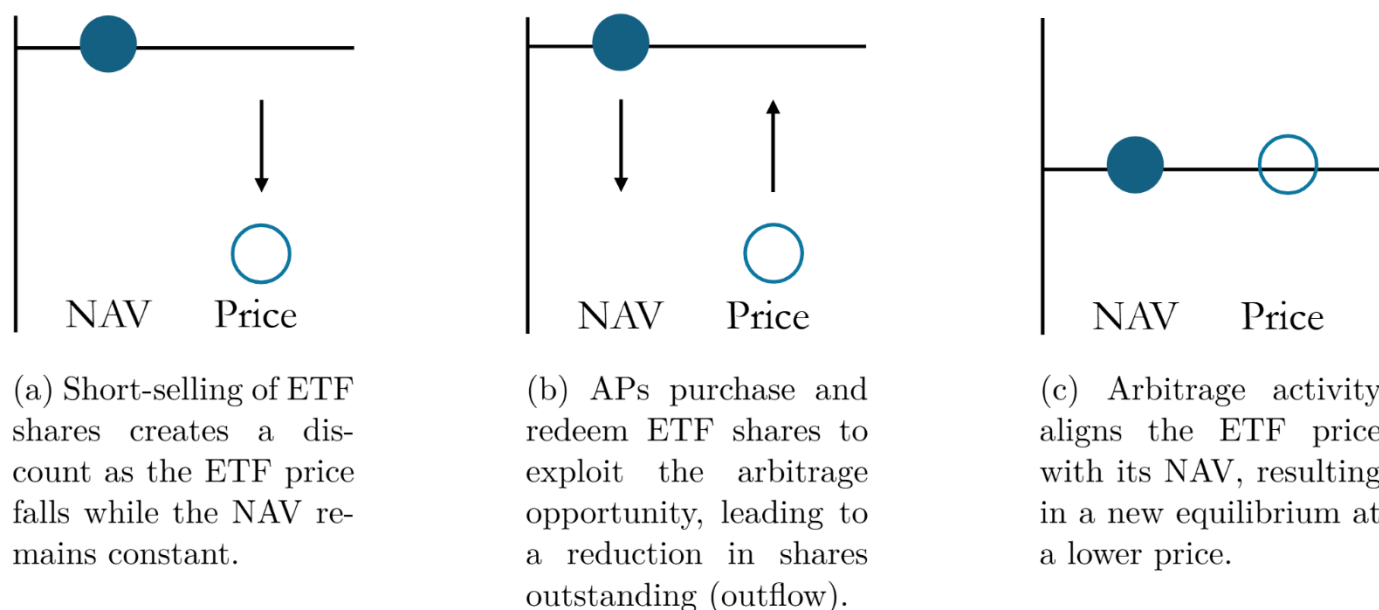 NAV Price
(a) Short-selling of ETF
shares creates a dis-
count as the ETF price
falls while the NAV re-
mains constant.
NAV Price
(b) APs purchase and
redeem ETF shares to
exploit the arbitrage
opportunity, leading to
a reduction in shares
outstanding (outflow).
NAV Price
(c) Arbitrage activity
aligns the ETF price
with its NAV, resulting
in a new equilibrium at
a lower price.